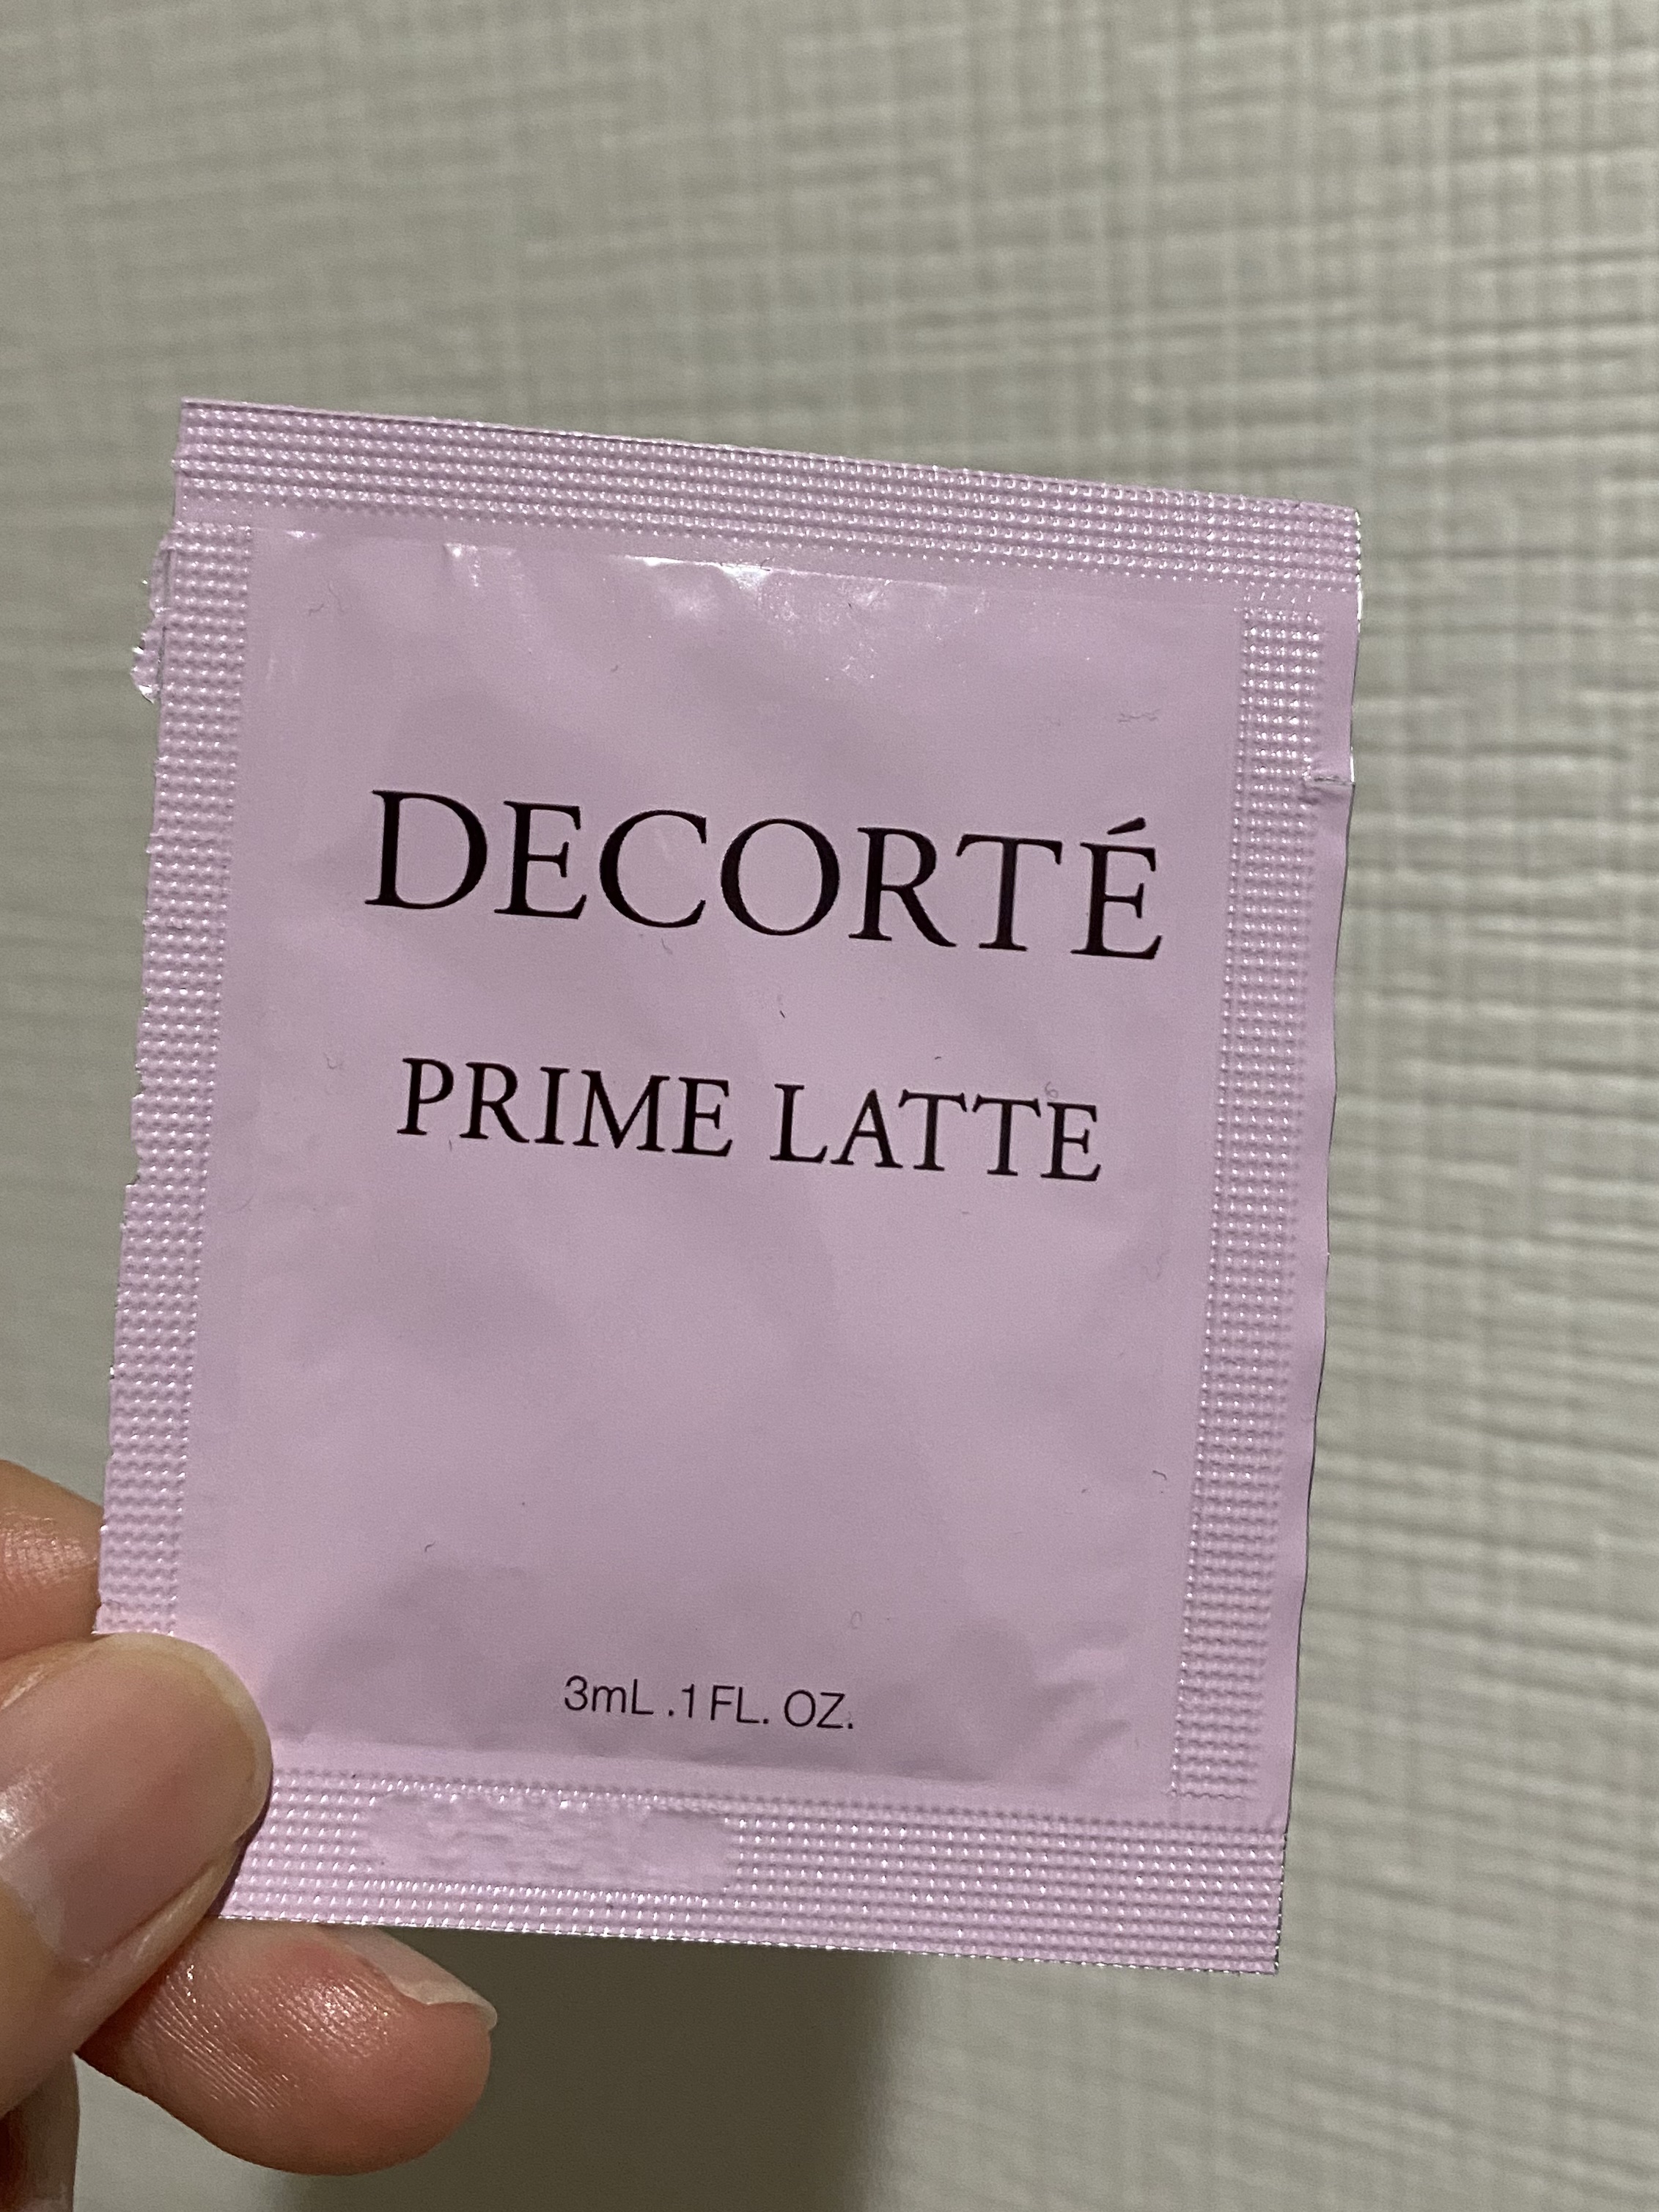 DECORTÉ
PRIME LATTE
3mL .1 FL. OZ.